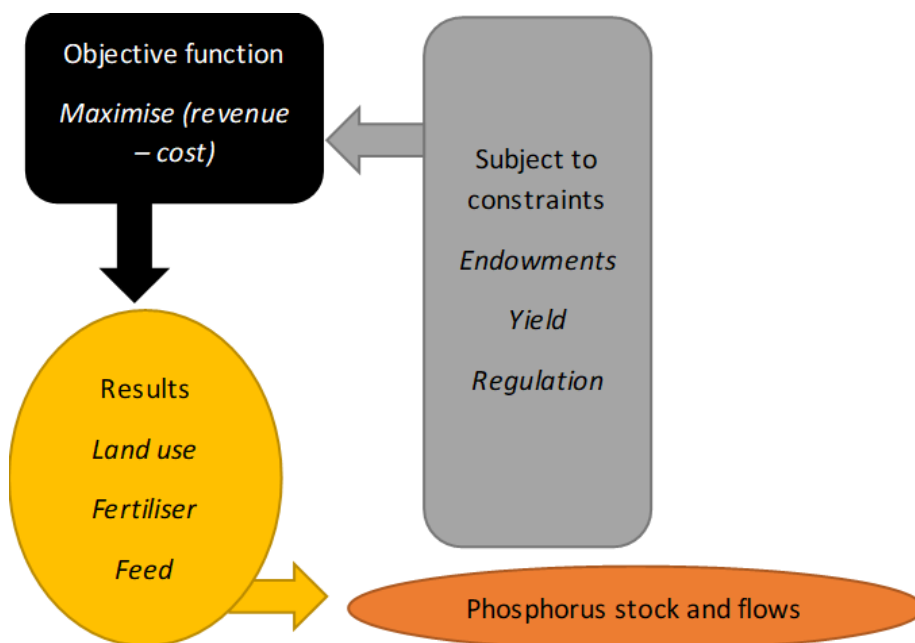 Objective function
Maximise (revenue
– cost)
Subject to
constraints
Endowments
Yield
Regulation
Results
Land use
Fertiliser
Feed
Phosphorus stock and flows